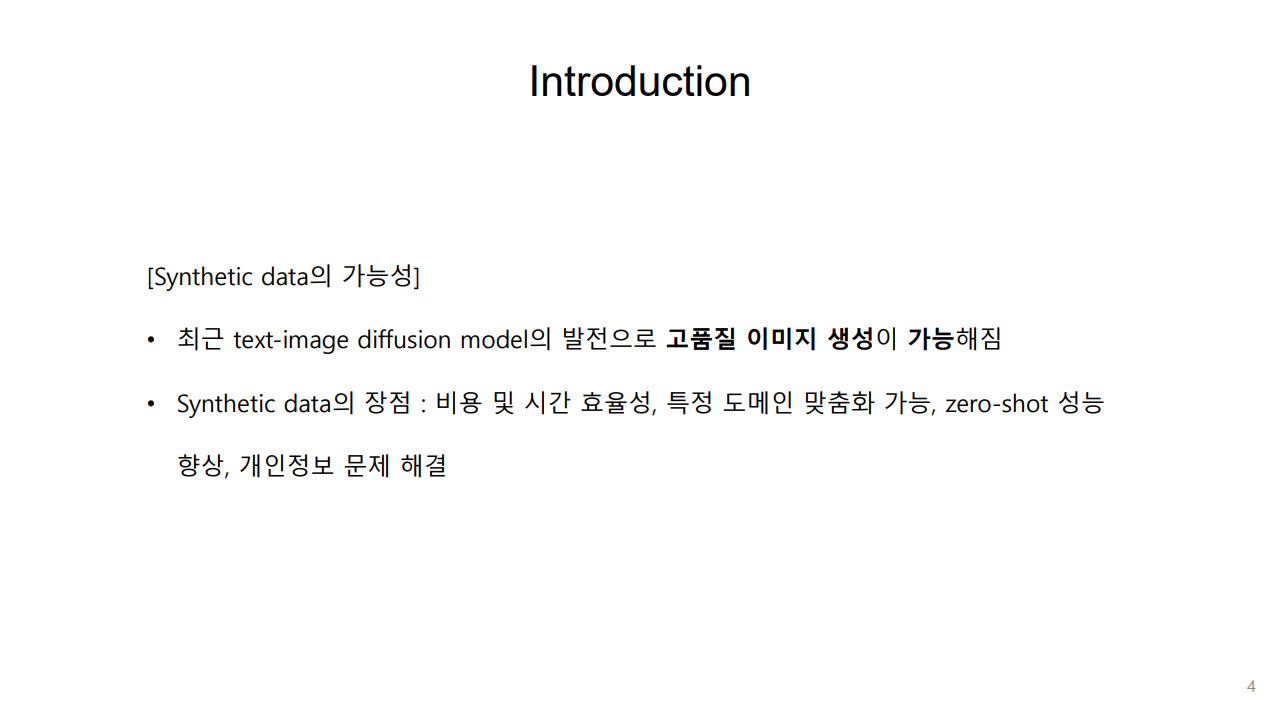 Introduction
[Synthetic data의 가능성]
• 최근 text-image diffusion model의 발전으로 고품질 이미지 생성이 가능해짐
• Synthetic data의 장점 : 비용 및 시간 효율성, 특정 도메인 맞춤화 가능, zero-shot 성능
향상, 개인정보 문제 해결
4